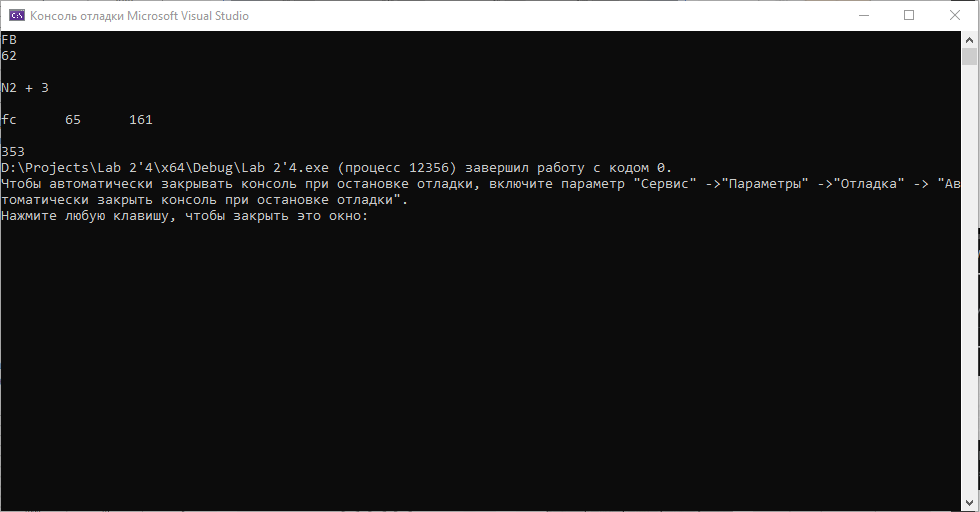 Консоль отладки Microsoft Visual Studio
FB
62
N2 + 3
fc 65 161
353
D:\Projects\Lab 2'4\x64\Debug\Lab 2'4.exe (процесс 12356) завершил работу с кодом 0.
Чтобы автоматически закрывать консоль при остановке отладки, включите параметр "Сервис" ->"Параметры" ->"Отладка" -> "Ав
томатически закрыть консоль при остановке отладки".
Нажмите любую клавишу, чтобы закрыть это окно: